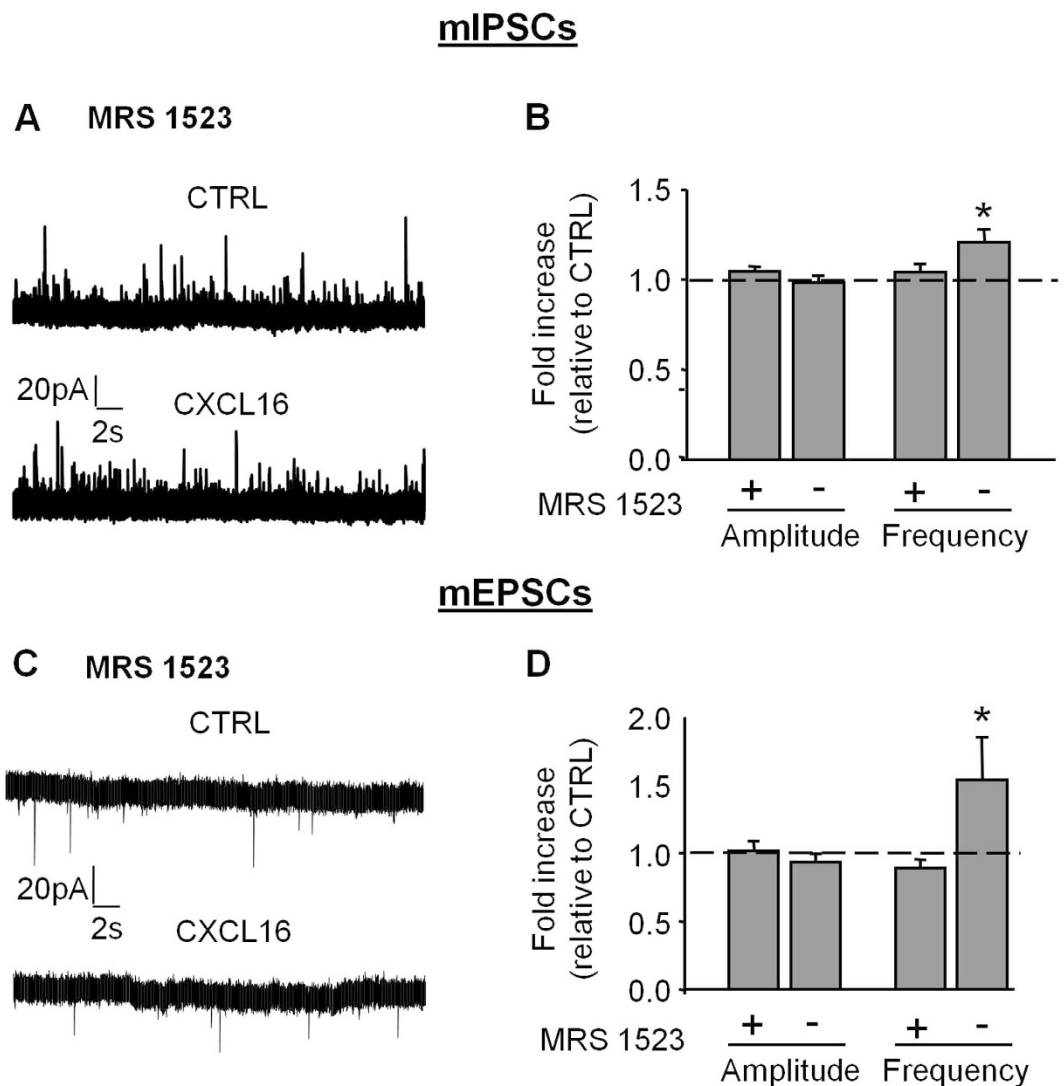 mIPSCs
A MRS 1523
CTRL
20pA
2s
CXCL16
B
Fold increase
(relative to CTRL)
1.5
1.0
0.5
0.0
*
MRS 1523 + - + -
Amplitude Frequency
mEPSCs
C MRS 1523
CTRL
20pA
2s
CXCL16
D
Fold increase
(relative to CTRL)
2.0
1.5
1.0
0.5
0.0
*
MRS 1523 + - + -
Amplitude Frequency